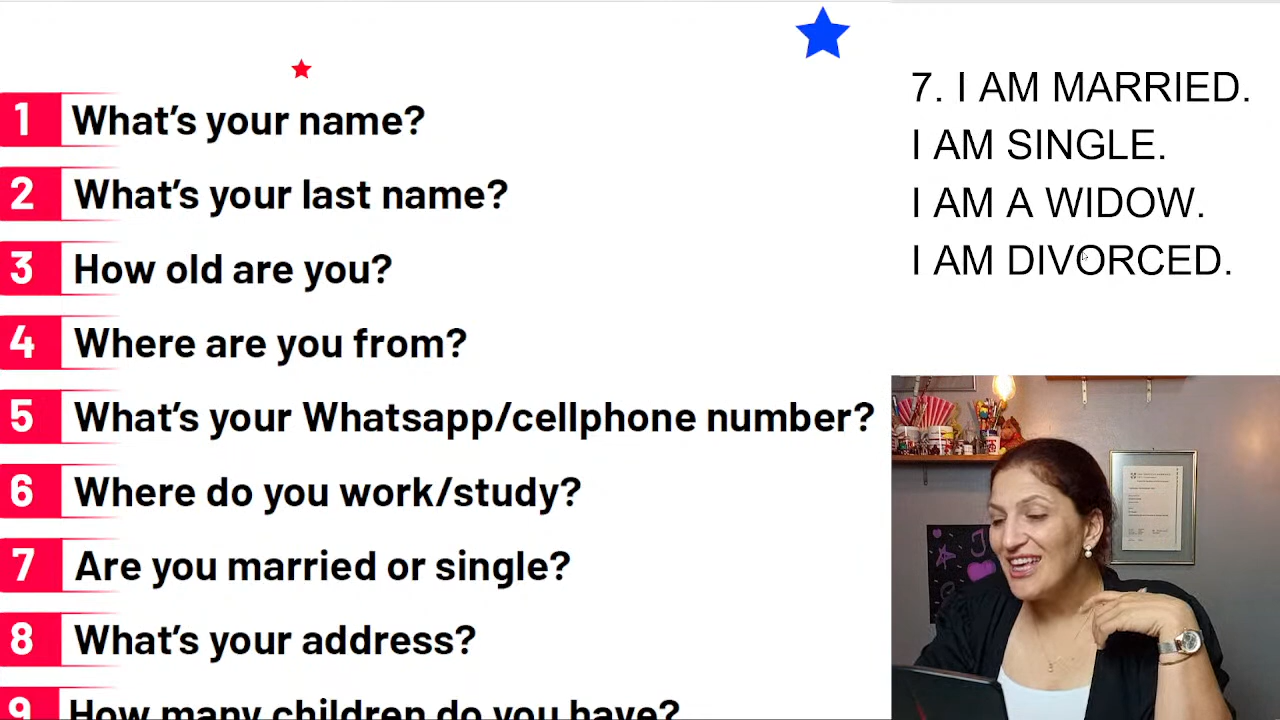 1 What's your name?
2 What's your last name?
3 How old are you?
4 Where are you from?
5 What's your Whatsapp/cellphone number?
6 Where do you work/study?
7 Are you married or single?
8 What's your address?
9 How many children do you have?
7. I AM MARRIED.
I AM SINGLE.
I AM A WIDOW.
I AM DIVORCED.